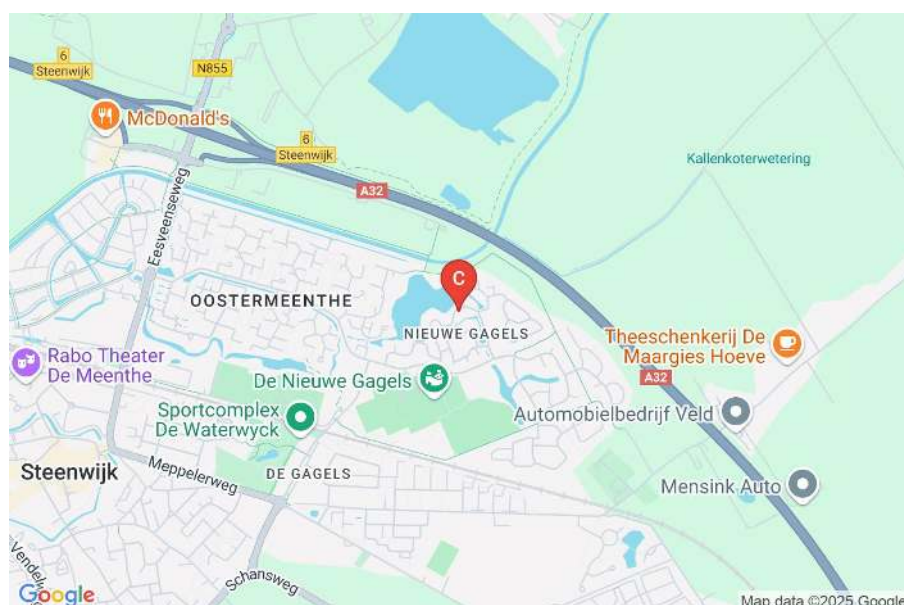 6
Steenwijk
N855
McDonald's
6
Steenwijk
Kallenkoterwetering
A32
Eesveenseweg
C
OOSTERMEENTHE
NIEUWE GAGELS
Theeschenkerij De
Maargies Hoeve
Rabo Theater
De Meenthe
De Nieuwe Gagels
A32
Sportcomplex
De Waterwyck
Automobielbedrijf Veld
Steenwijk
Meppelerweg
DE GAGELS
Mensink Auto
Schansweg
Google
Map data ©2025 Google